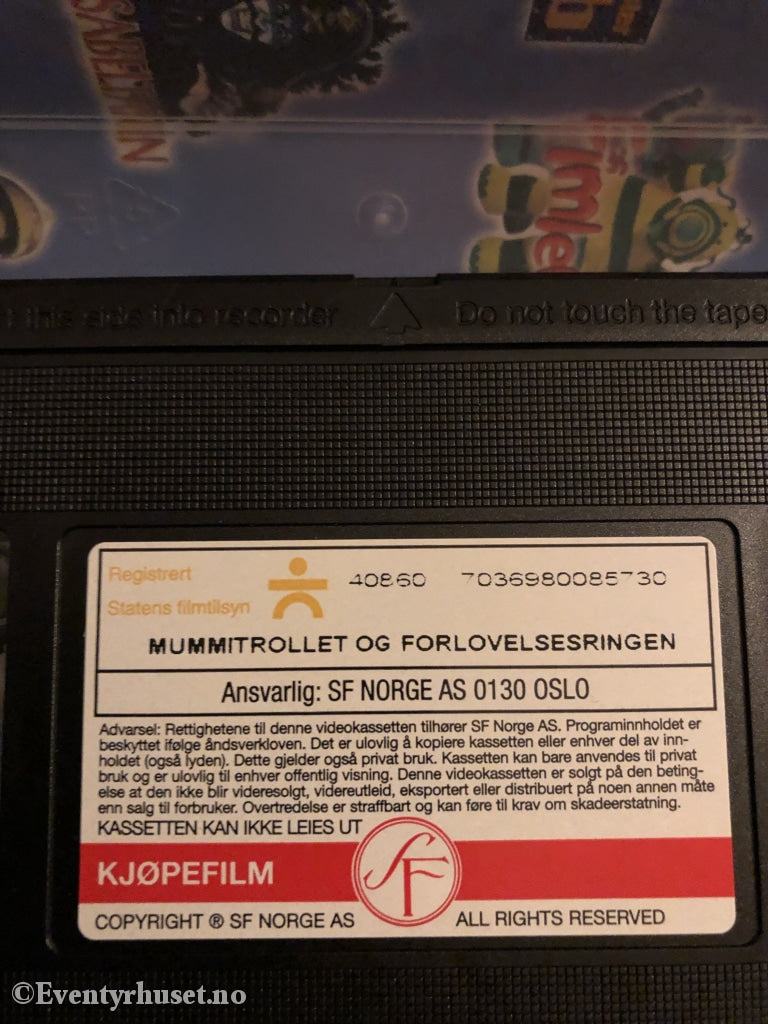 this side into recorder
Do not touch the tape
Registrert
Statens filmtilsyn
40860 7036980085730
MUMMITROLLET OG FORLOVELSESRINGEN
Ansvarlig: SF NORGE AS 0130 OSLO
Advarsel: Rettighetene til denne videokassetten tilhører SF Norge AS. Programinnholdet er
beskyttet ifølge åndsverkloven. Det er ulovlig å kopiere kassetten eller enhver del av inn-
holdet (også lyden). Dette gjelder også privat bruk. Kassetten kan bare anvendes til privat
bruk og er ulovlig til enhver offentlig visning. Denne videokassetten er solgt på den beting-
else at den ikke blir videresolgt, videreutleid, eksportert eller distribuert på noen annen måte
enn salg til forbruker. Overtredelse er straffbart og kan føre til krav om skadeerstatning.
KASSETTEN KAN IKKE LEIES UT
KJØPEFILM
SF
COPYRIGHT ® SF NORGE AS
ALL RIGHTS RESERVED
©Eventyrhuset.no